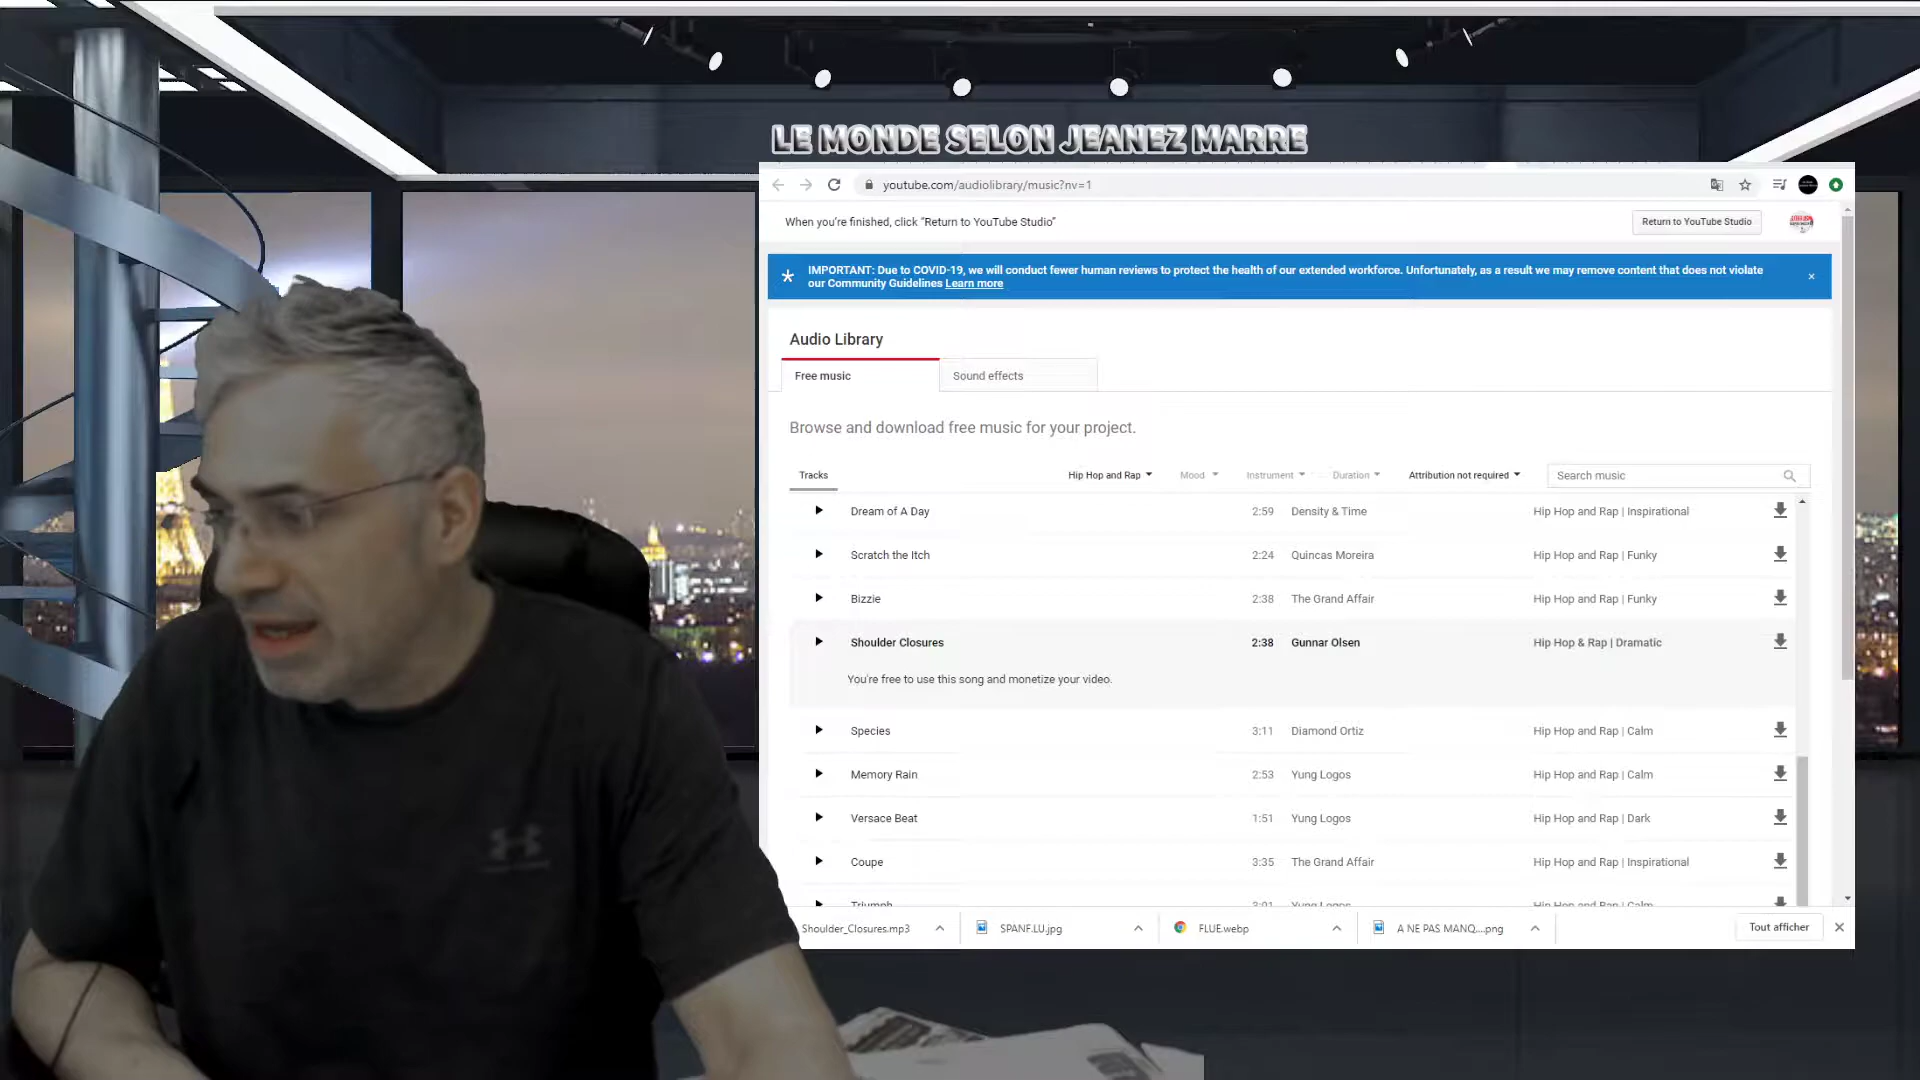 LE MONDE SELON JEANEZ MARRE
youtube.com/audiolibrary/music?nv=1
When you're finished, click "Return to YouTube Studio"
Return to YouTube Studio
IMPORTANT: Due to COVID-19, we will conduct fewer human reviews to protect the health of our extended workforce. Unfortunately, as a result we may remove content that does not violate
our Community Guidelines Learn more
Audio Library
Free music Sound effects
Browse and download free music for your project.
Tracks Hip Hop and Rap Mood Instrument Duration Attribution not required Search music
Dream of A Day 2:59 Density & Time Hip Hop and Rap | Inspirational
Scratch the Itch 2:24 Quincas Moreira Hip Hop and Rap | Funky
Bizzie 2:38 The Grand Affair Hip Hop and Rap | Funky
Shoulder Closures 2:38 Gunnar Olsen Hip Hop & Rap | Dramatic
You're free to use this song and monetize your video.
Species 3:11 Diamond Ortiz Hip Hop and Rap | Calm
Memory Rain 2:53 Yung Logos Hip Hop and Rap | Calm
Versace Beat 1:51 Yung Logos Hip Hop and Rap | Dark
Coupe 3:35 The Grand Affair Hip Hop and Rap | Inspirational
Triumph 3:01 Yung Logos Hip Hop and Rap | Calm
Shoulder_Closures.mp3 SPANF.LU.jpg FLUE.webp A NE PAS MANQ....png Tout afficher